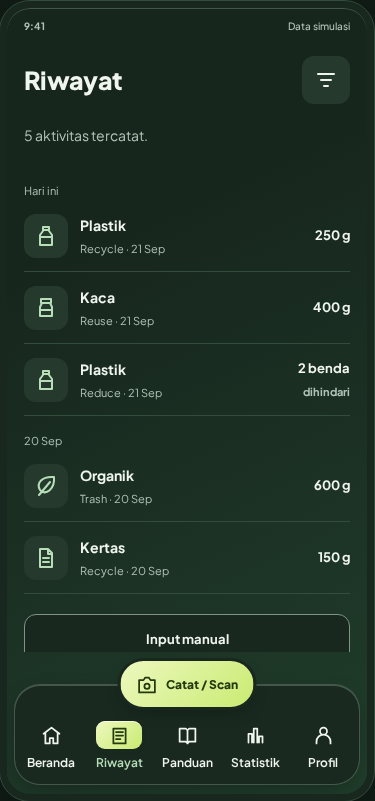 9:41
Data simulasi
Riwayat
5 aktivitas tercatat.
Hari ini
Plastik
250 g
Recycle · 21 Sep
Kaca
400 g
Reuse · 21 Sep
Plastik
2 benda
Reduce · 21 Sep
dihindari
20 Sep
Organik
600 g
Trash · 20 Sep
Kertas
150 g
Recycle · 20 Sep
Input manual
Catat / Scan
Beranda
Riwayat
Panduan
Statistik
Profil